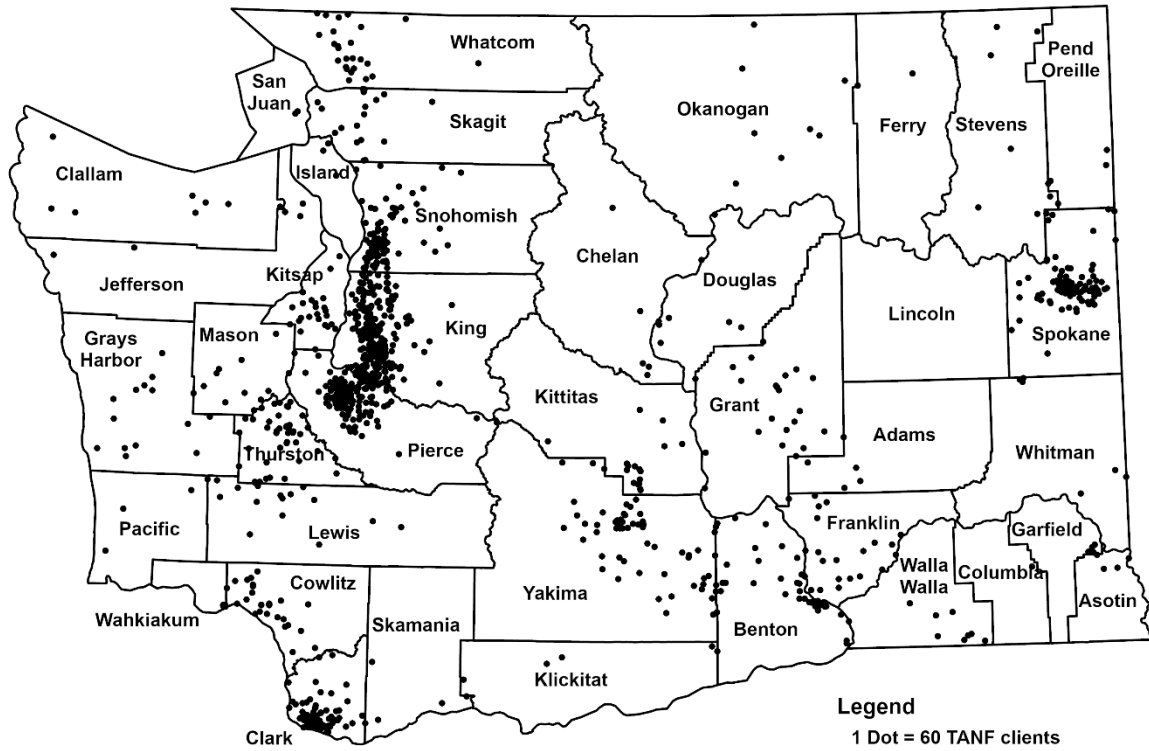 Whatcom
Pend
Oreille
San
Juan
Okanogan
Skagit
Ferry
Stevens
Clallam
Island
Snohomish
Chelan
Douglas
Jefferson
Kitsap
Lincoln
King
Spokane
Grays
Harbor
Mason
Kittitas
Grant
Adams
Thurston
Pierce
Whitman
Pacific
Lewis
Franklin
Garfield
Walla
Walla
Columbia
Cowlitz
Yakima
Asotin
Wahkiakum
Skamania
Benton
Klickitat
Clark
Legend
1 Dot = 60 TANF clients